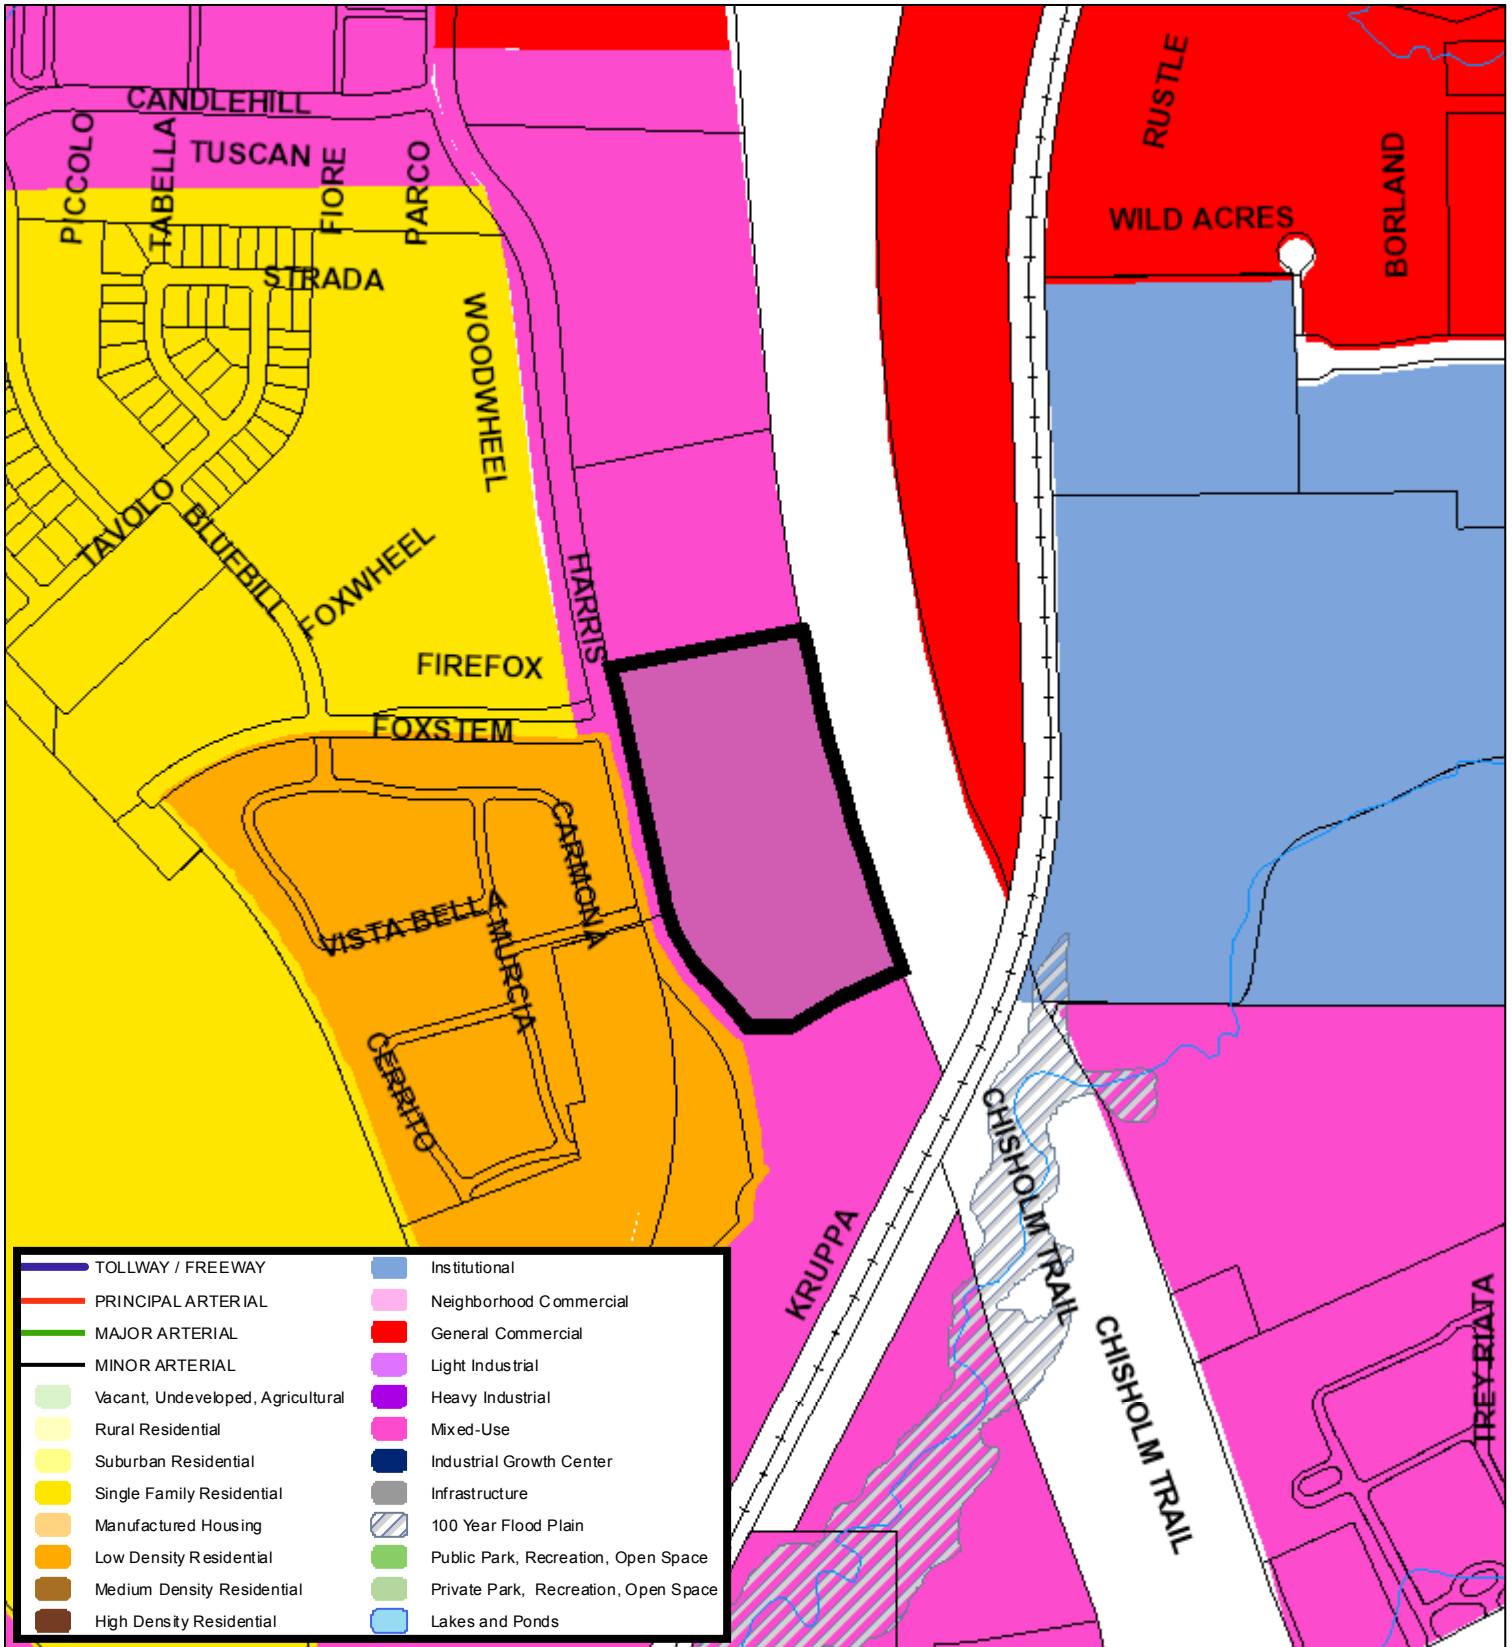 RUSTLE
CANDLEHILL
PICCOLO
TABELLA
TUSCAN
FIORE
PARCO
BORLAND
WILD ACRES
STRADA
WOODWHEEL
TAVOLO
BLUEBILL
FOXWHEEL
HARRIS
FIREFOX
FOXSTEM
CARMONA
VISTA BELLA
MURCIA
CERRITO
CHISHOLM TRAIL
KRUPPA
CHISHOLM TRAIL
TREY RIATA
TOLLWAY / FREEWAY
PRINCIPAL ARTERIAL
MAJOR ARTERIAL
MINOR ARTERIAL
Vacant, Undeveloped, Agricultural
Rural Residential
Suburban Residential
Single Family Residential
Manufactured Housing
Low Density Residential
Medium Density Residential
High Density Residential
Institutional
Neighborhood Commercial
General Commercial
Light Industrial
Heavy Industrial
Mixed-Use
Industrial Growth Center
Infrastructure
100 Year Flood Plain
Public Park, Recreation, Open Space
Private Park, Recreation, Open Space
Lakes and Ponds